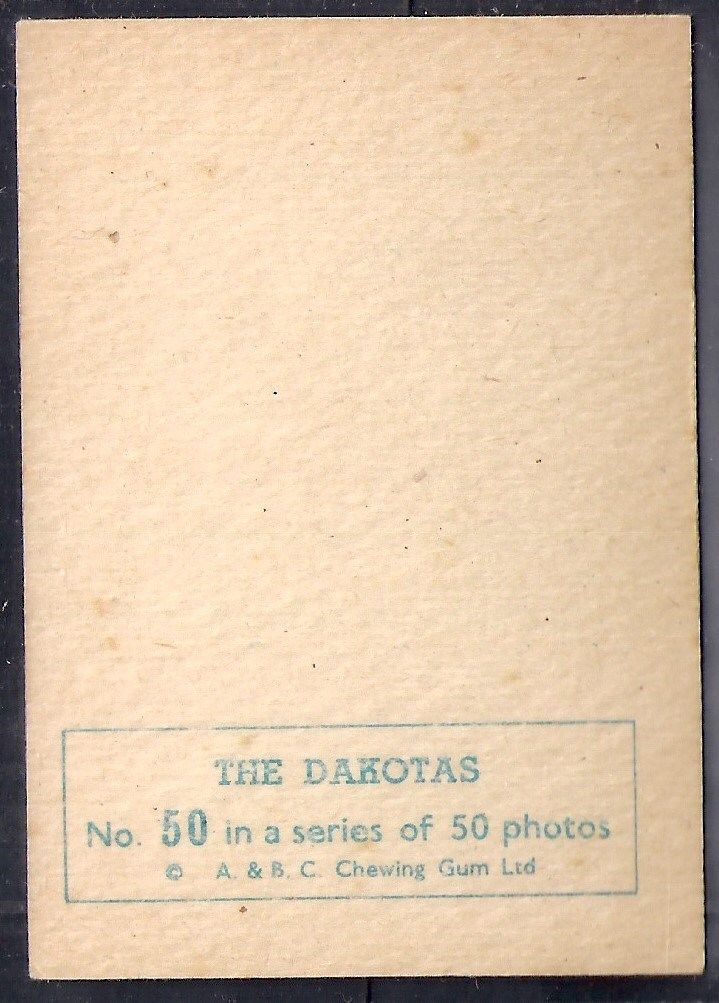 THE DAKOTAS
No. 50 in a series of 50 photos
© A. & B. C. Chewing Gum Ltd